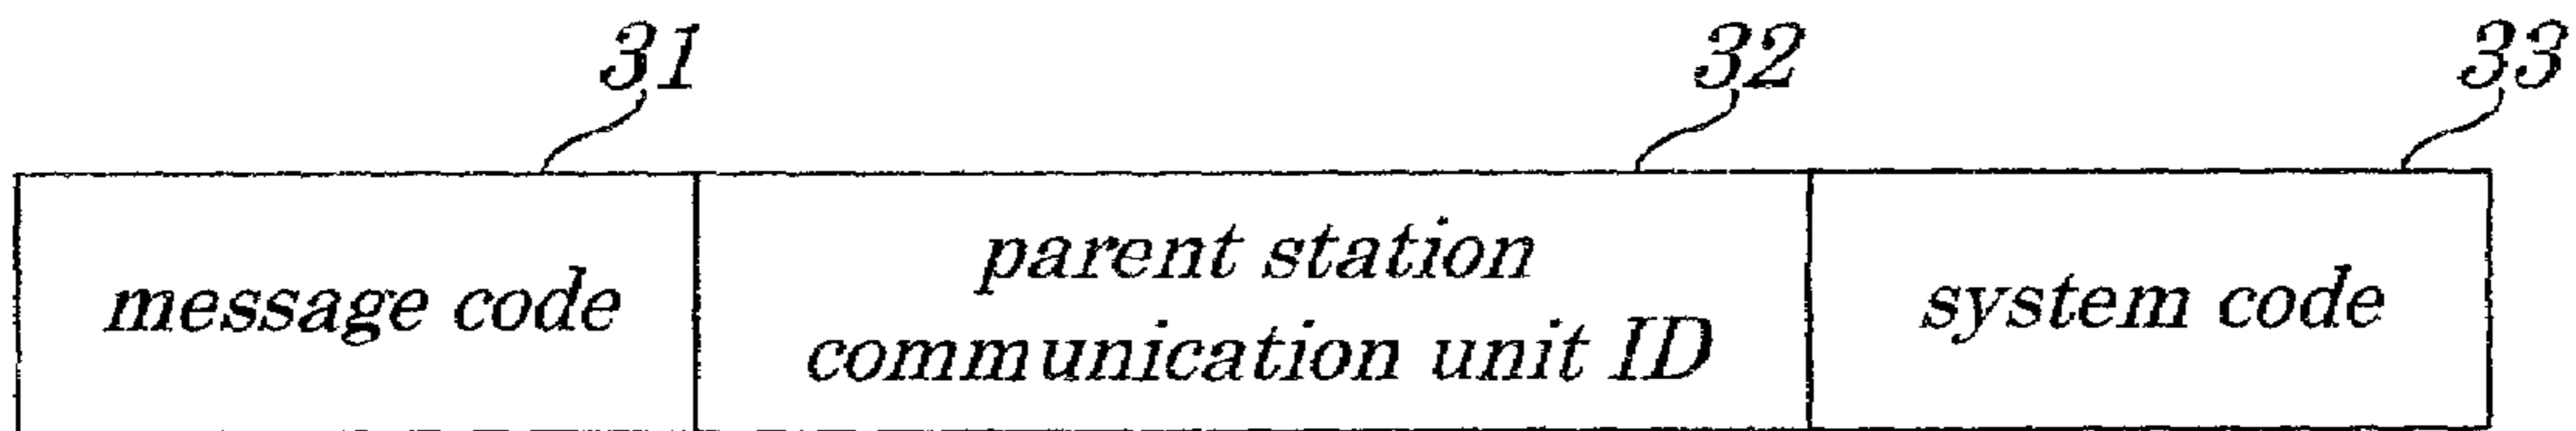 31 32 33
message code
parent station
communication unit ID
system code